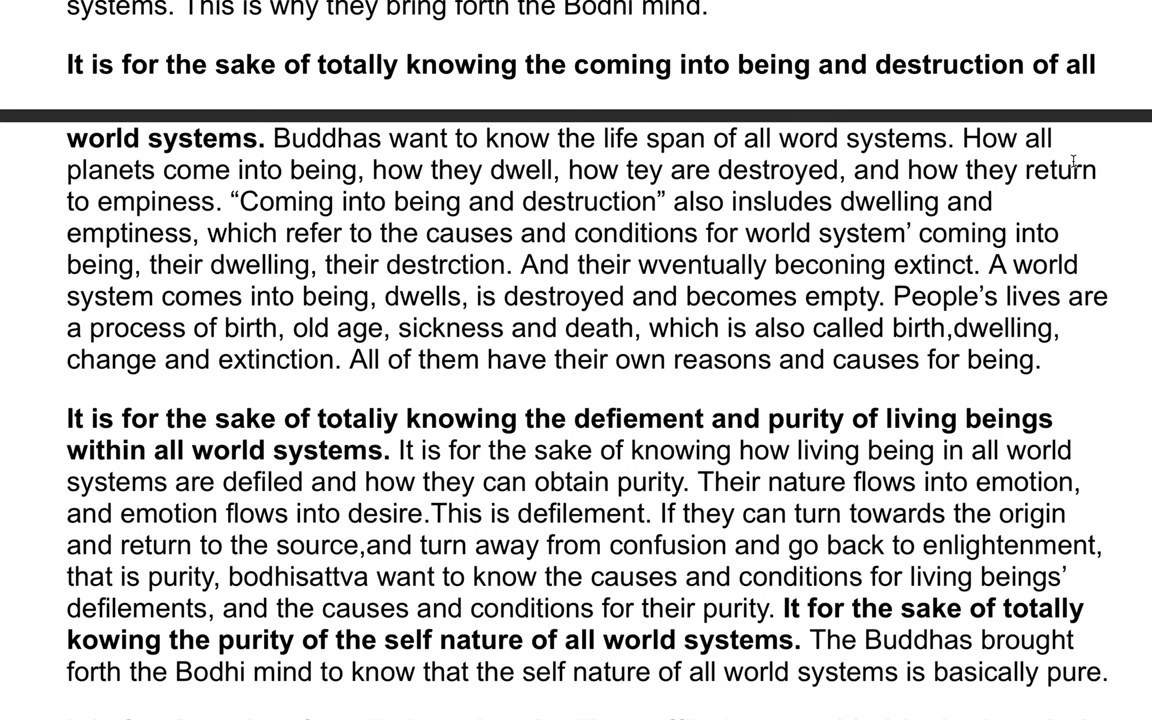 systems. This is why they bring forth the Bodhi mind.
It is for the sake of totally knowing the coming into being and destruction of all
world systems. Buddhas want to know the life span of all word systems. How all
planets come into being, how they dwell, how tey are destroyed, and how they return
to empiness. “Coming into being and destruction” also insludes dwelling and
emptiness, which refer to the causes and conditions for world system’ coming into
being, their dwelling, their destrction. And their wventually beconing extinct. A world
system comes into being, dwells, is destroyed and becomes empty. People’s lives are
a process of birth, old age, sickness and death, which is also called birth,dwelling,
change and extinction. All of them have their own reasons and causes for being.
It is for the sake of totaliy knowing the defiement and purity of living beings
within all world systems. It is for the sake of knowing how living being in all world
systems are defiled and how they can obtain purity. Their nature flows into emotion,
and emotion flows into desire.This is defilement. If they can turn towards the origin
and return to the source,and turn away from confusion and go back to enlightenment,
that is purity, bodhisattva want to know the causes and conditions for living beings’
defilements, and the causes and conditions for their purity. It for the sake of totally
kowing the purity of the self nature of all world systems. The Buddhas brought
forth the Bodhi mind to know that the self nature of all world systems is basically pure.